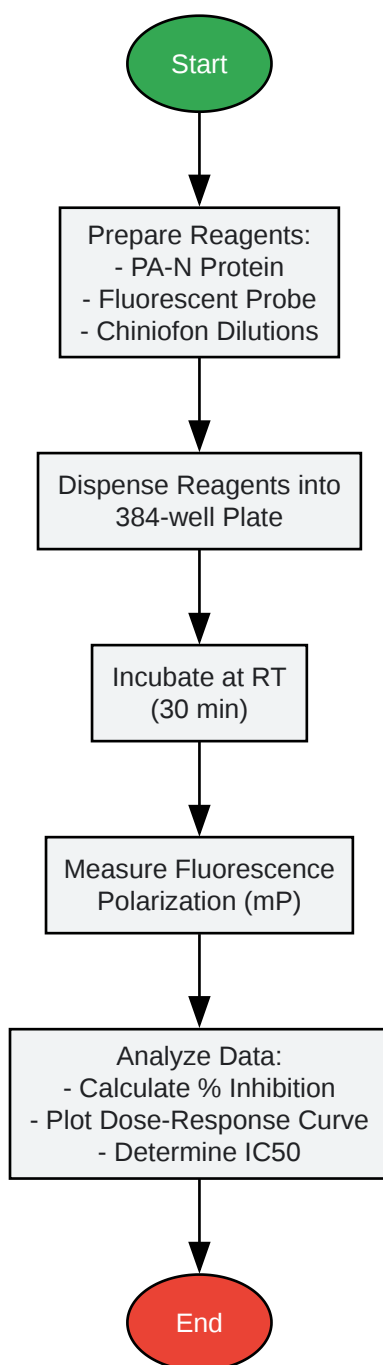 Start
Prepare Reagents:
- PA-N Protein
- Fluorescent Probe
- Chiniofon Dilutions
Dispense Reagents into
384-well Plate
Incubate at RT
(30 min)
Measure Fluorescence
Polarization (mP)
Analyze Data:
- Calculate % Inhibition
- Plot Dose-Response Curve
- Determine IC50
End